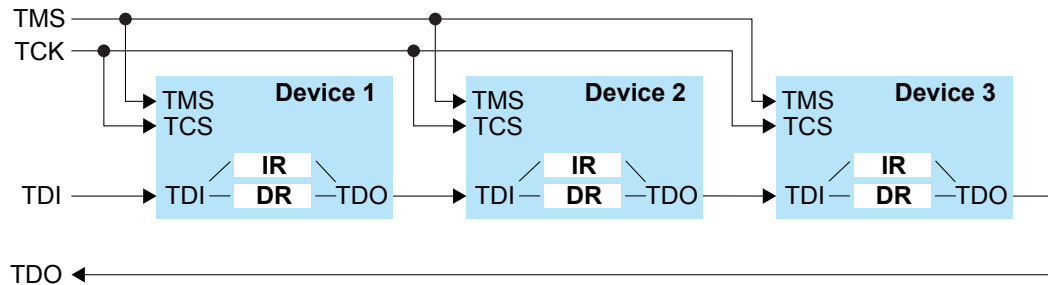 TMS
TCK
Device 1 Device 2 Device 3
TMS TMS TMS
TCS TCS TCS
IR IR IR
TDI TDI DR TDO TDI DR TDO TDI DR TDO
TDO